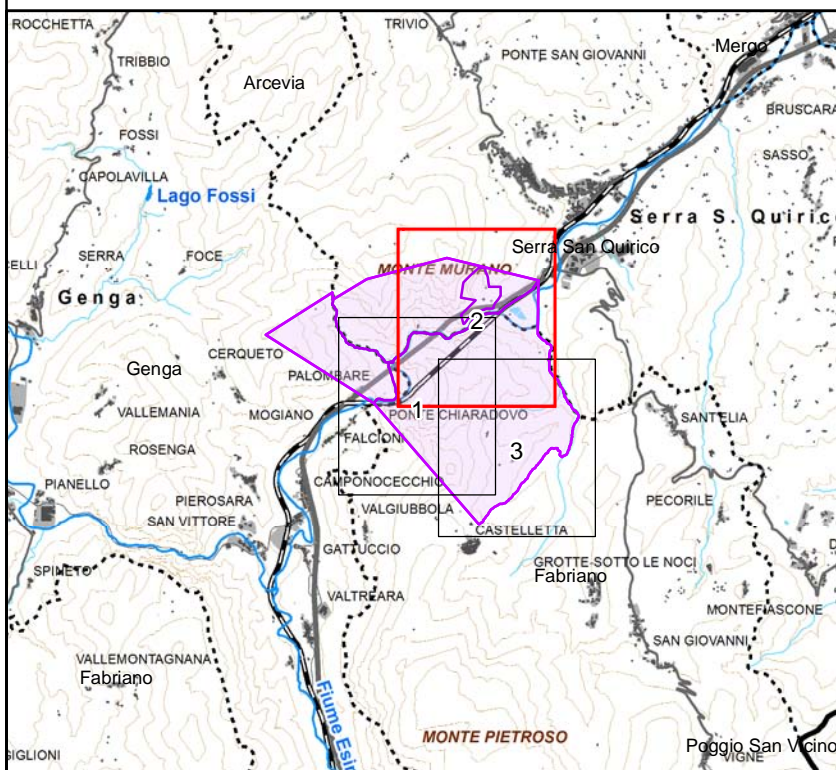 ROCCHETTA
TRIVIO
Mergo
PONTE SAN GIOVANNI
TRIBBIO
Arcevia
BRUSCARA
FOSSI
SASSO
CAPOLAVILLA
Lago Fossi
Serra S. Quiric
Serra San Quirico
SERRA
FOCE
MONTE MURANO
CELLI
Genga
2
CERQUETO
Genga
PALOMBARE
VALLEMANIA
MOGIANO
1
PONTE CHIARADOVO
SANT'ELIA
FALCIONI
ROSENGA
3
PIANELLO
CAMPONOCECCHIO
PIEROSARA
PECORILE
VALGIUBBOLA
SAN VITTORE
CASTELLETTA
GATTUCCIO
GROTTE-SOTTO LE NOCI
SPINETO
Fabriano
VALTREARA
MONTEFIASCONE
SAN GIOVANNI
VALLEMONTAGNANA
Fabriano
Fiume Esin
MONTE PIETROSO
Poggio San Vicino
GIGLIONI
VIGNE